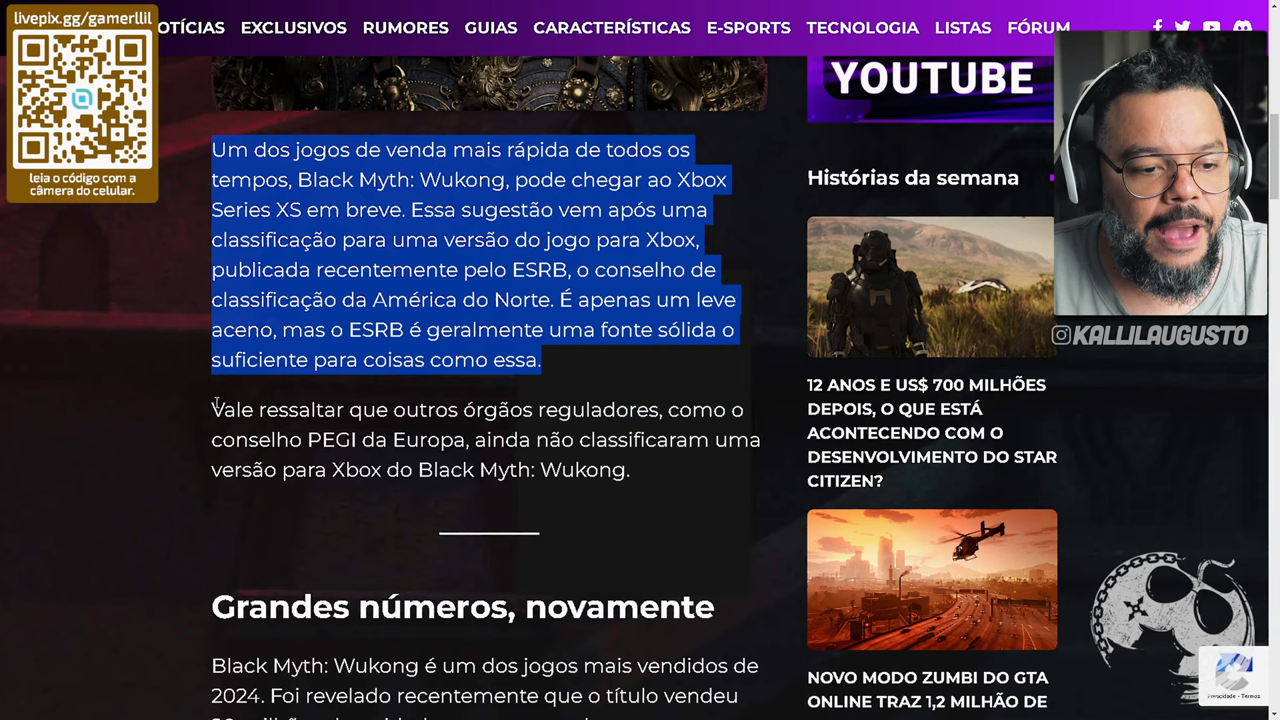 livepix.gg/gamerllil
leia o código com a
câmera do celular.
OTÍCIAS EXCLUSIVOS RUMORES GUIAS CARACTERÍSTICAS E-SPORTS TECNOLOGIA LISTAS FÓRUM
YOUTUBE
Um dos jogos de venda mais rápida de todos os
tempos, Black Myth: Wukong, pode chegar ao Xbox
Series XS em breve. Essa sugestão vem após uma
classificação para uma versão do jogo para Xbox,
publicada recentemente pelo ESRB, o conselho de
classificação da América do Norte. É apenas um leve
aceno, mas o ESRB é geralmente uma fonte sólida o
suficiente para coisas como essa.
Vale ressaltar que outros órgãos reguladores, como o
conselho PEGI da Europa, ainda não classificaram uma
versão para Xbox do Black Myth: Wukong.
Grandes números, novamente
Black Myth: Wukong é um dos jogos mais vendidos de
2024. Foi revelado recentemente que o título vendeu
Histórias da semana
KALLILAUGUSTO
12 ANOS E US$ 700 MILHÕES
DEPOIS, O QUE ESTÁ
ACONTECENDO COM O
DESENVOLVIMENTO DO STAR
CITIZEN?
NOVO MODO ZUMBI DO GTA
ONLINE TRAZ 1,2 MILHÃO DE
Privacidade - Termos